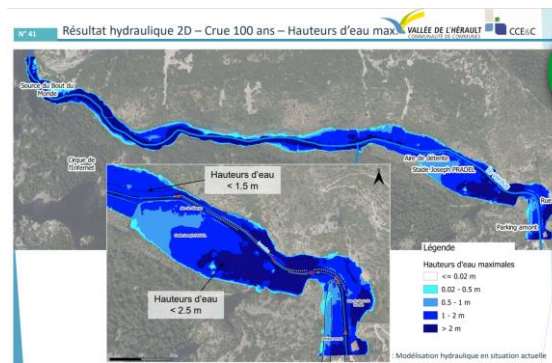 N° 41
Résultat hydraulique 2D – Crue 100 ans – Hauteurs d'eau max.
VALLÉE DE L'HÉRAULT
COMMUNAUTÉ DE COMMUNES
CCE&C
Source du Bout du
Monde
Cirque de
l'Infernet
Aire de détente
Stade Joseph PRADEL
Rue
Parking amont
Hauteurs d'eau
< 1.5 m
Hauteurs d'eau
< 2.5 m
Légende
Hauteurs d'eau maximales
<= 0.02 m
0.02 - 0.5 m
0.5 - 1 m
1 - 2 m
> 2 m
: Modélisation hydraulique en situation actuelle